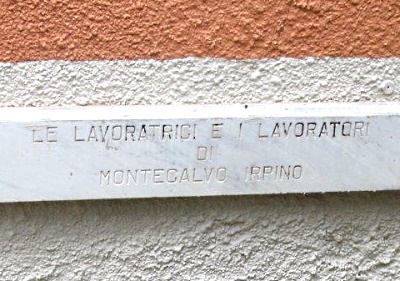 LE LAVORATRICI E I LAVORATORI
DI
MONTECALVO IRPINO